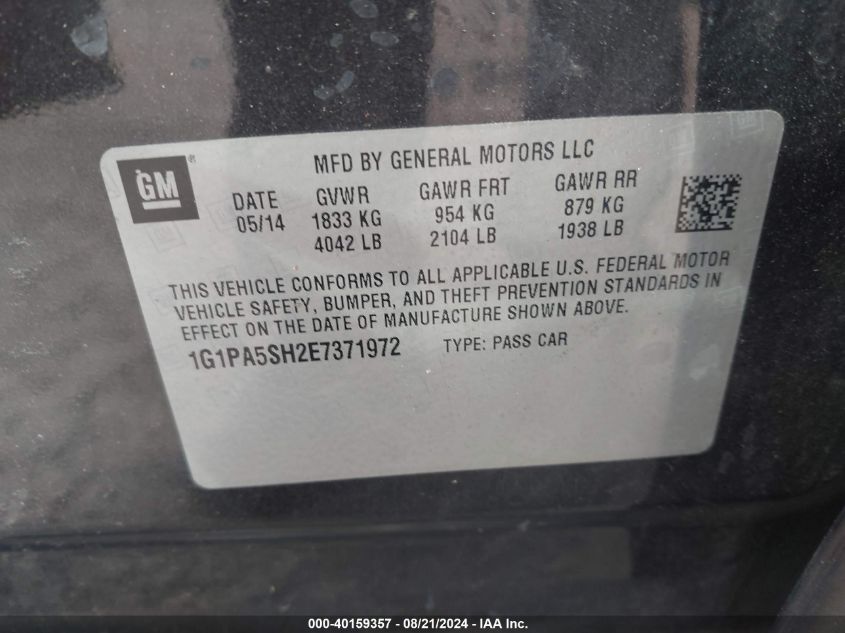 GM ®
MFD BY GENERAL MOTORS LLC
DATE GVWR GAWR FRT GAWR RR
05/14 1833 KG 954 KG 879 KG
4042 LB 2104 LB 1938 LB
THIS VEHICLE CONFORMS TO ALL APPLICABLE U.S. FEDERAL MOTOR
VEHICLE SAFETY, BUMPER, AND THEFT PREVENTION STANDARDS IN
EFFECT ON THE DATE OF MANUFACTURE SHOWN ABOVE.
1G1PA5SH2E7371972 TYPE: PASS CAR
000-40159357 - 08/21/2024 - IAA Inc.